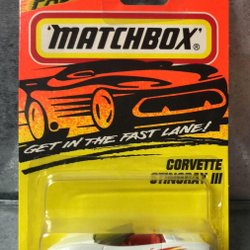 MATCHBOX
GET IN THE FAST LANE!
CORVETTE
STINGRAY III